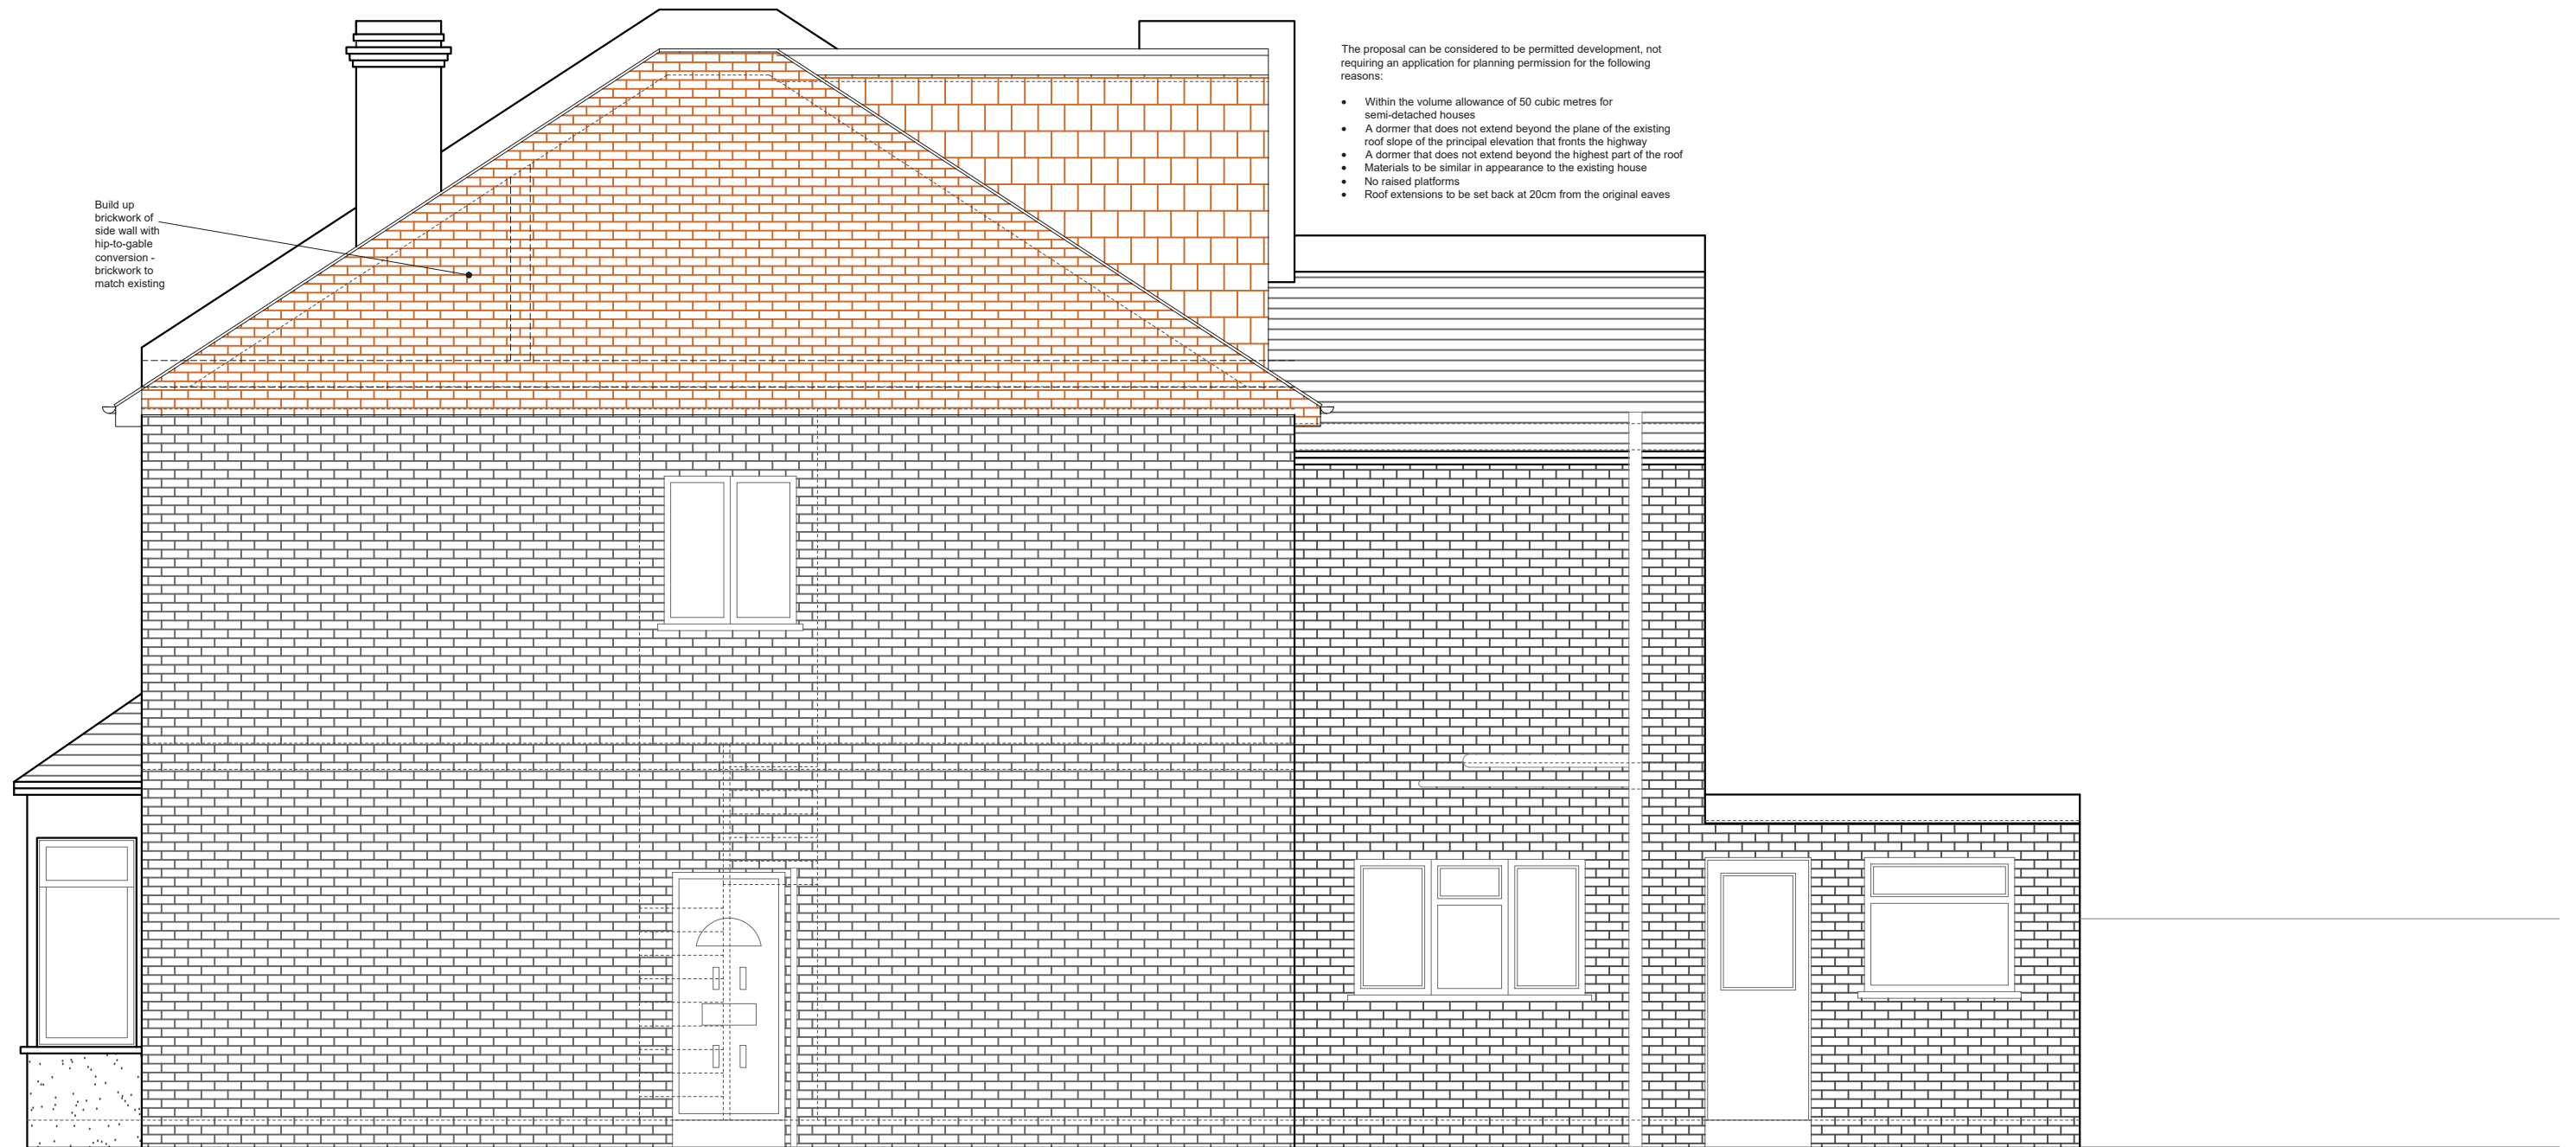 Build up
brickwork of
side wall with
hip-to-gable
conversion -
brickwork to
match existing
The proposal can be considered to be permitted development, not
requiring an application for planning permission for the following
reasons:
• Within the volume allowance of 50 cubic metres for
semi-detached houses
• A dormer that does not extend beyond the plane of the existing
roof slope of the principal elevation that fronts the highway
• A dormer that does not extend beyond the highest part of the roof
• Materials to be similar in appearance to the existing house
• No raised platforms
• Roof extensions to be set back at 20cm from the original eaves